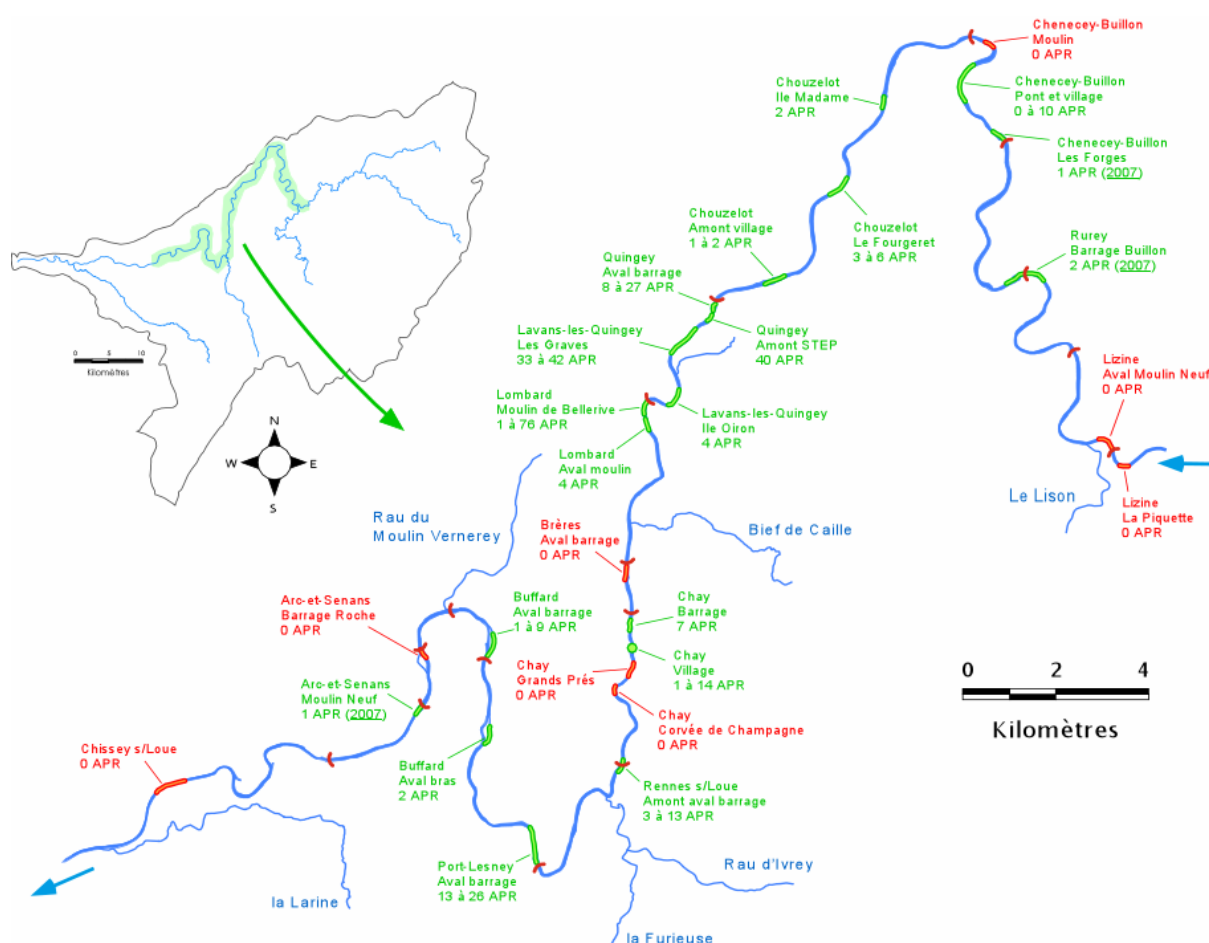 Chenecey-Buillon
Moulin
0 APR
Chouzelot
Ile Madame
2 APR
Chenecey-Buillon
Pont et village
0 à 10 APR
Chenecey-Buillon
Les Forges
1 APR (2007)
Chouzelot
Amont village
1 à 2 APR
Chouzelot
Le Fourgeret
3 à 6 APR
Rurey
Barrage Buillon
2 APR (2007)
Quingey
Aval barrage
8 à 27 APR
Lavans-les-Quingey
Les Graves
33 à 42 APR
Quingey
Amont STEP
40 APR
0 5 10
Kilomètres
Lizine
Aval Moulin Neuf
0 APR
Lombard
Moulin de Bellerive
1 à 76 APR
Lavans-les-Quingey
Ile Oiron
4 APR
N
W E
S
Lombard
Aval moulin
4 APR
Le Lison
Lizine
La Piquette
0 APR
Rau du
Moulin Vernerey
Brères
Aval barrage
0 APR
Bief de Caille
Arc-et-Senans
Barrage Roche
0 APR
Buffard
Aval barrage
1 à 9 APR
Chay
Barrage
7 APR
Chay
Grands Prés
0 APR
Chay
Village
1 à 14 APR
Arc-et-Senans
Moulin Neuf
1 APR (2007)
Chay
Corvée de Champagne
0 APR
0 2 4
Kilomètres
Chissey s/Loue
0 APR
Buffard
Aval bras
2 APR
Rennes s/Loue
Amont aval barrage
3 à 13 APR
Port-Lesney
Aval barrage
13 à 26 APR
Rau d'Ivrey
la Larine
la Furieuse